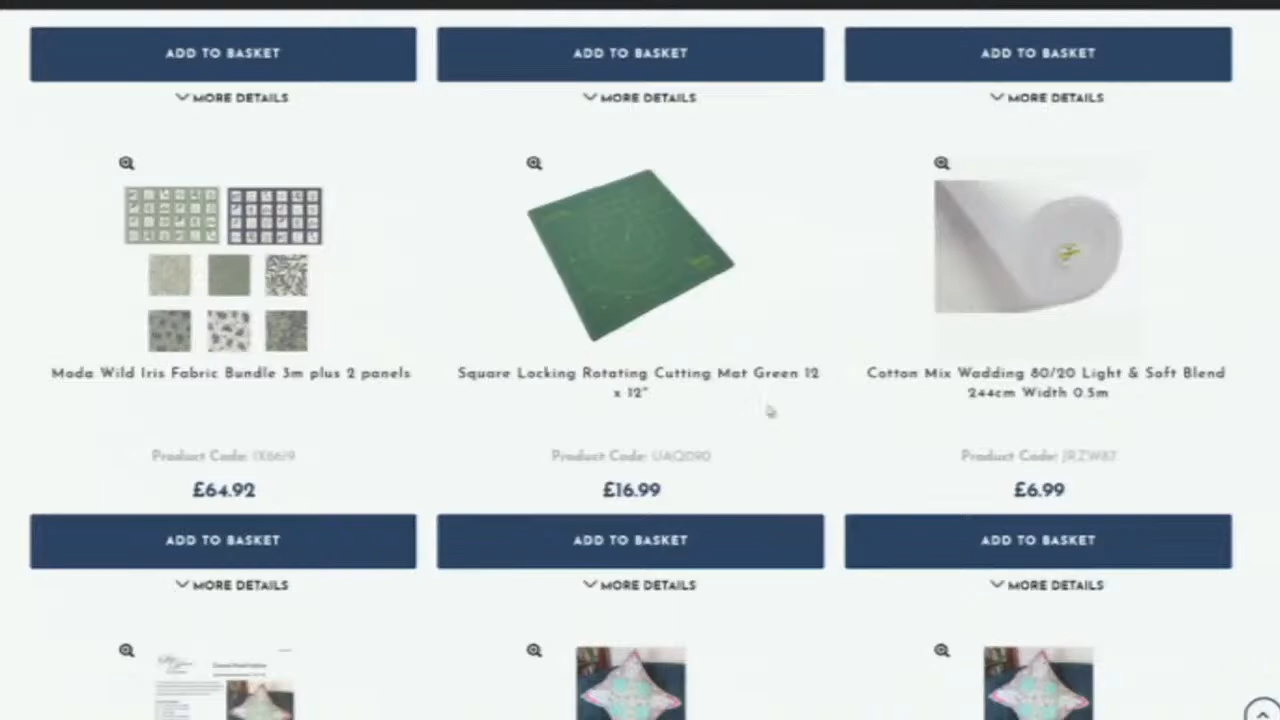 ADD TO BASKET
ADD TO BASKET
ADD TO BASKET
MORE DETAILS
MORE DETAILS
MORE DETAILS
Moda Wild Iris Fabric Bundle 3m plus 2 panels
Square Locking Rotating Cutting Mat Green 12
x 12"
Cotton Mix Wadding 80/20 Light & Soft Blend
244cm Width 0.5m
Product Code:
Product Code: UAQ090
Product Code: JRZW87
£64.92
£16.99
£6.99
ADD TO BASKET
ADD TO BASKET
ADD TO BASKET
MORE DETAILS
MORE DETAILS
MORE DETAILS